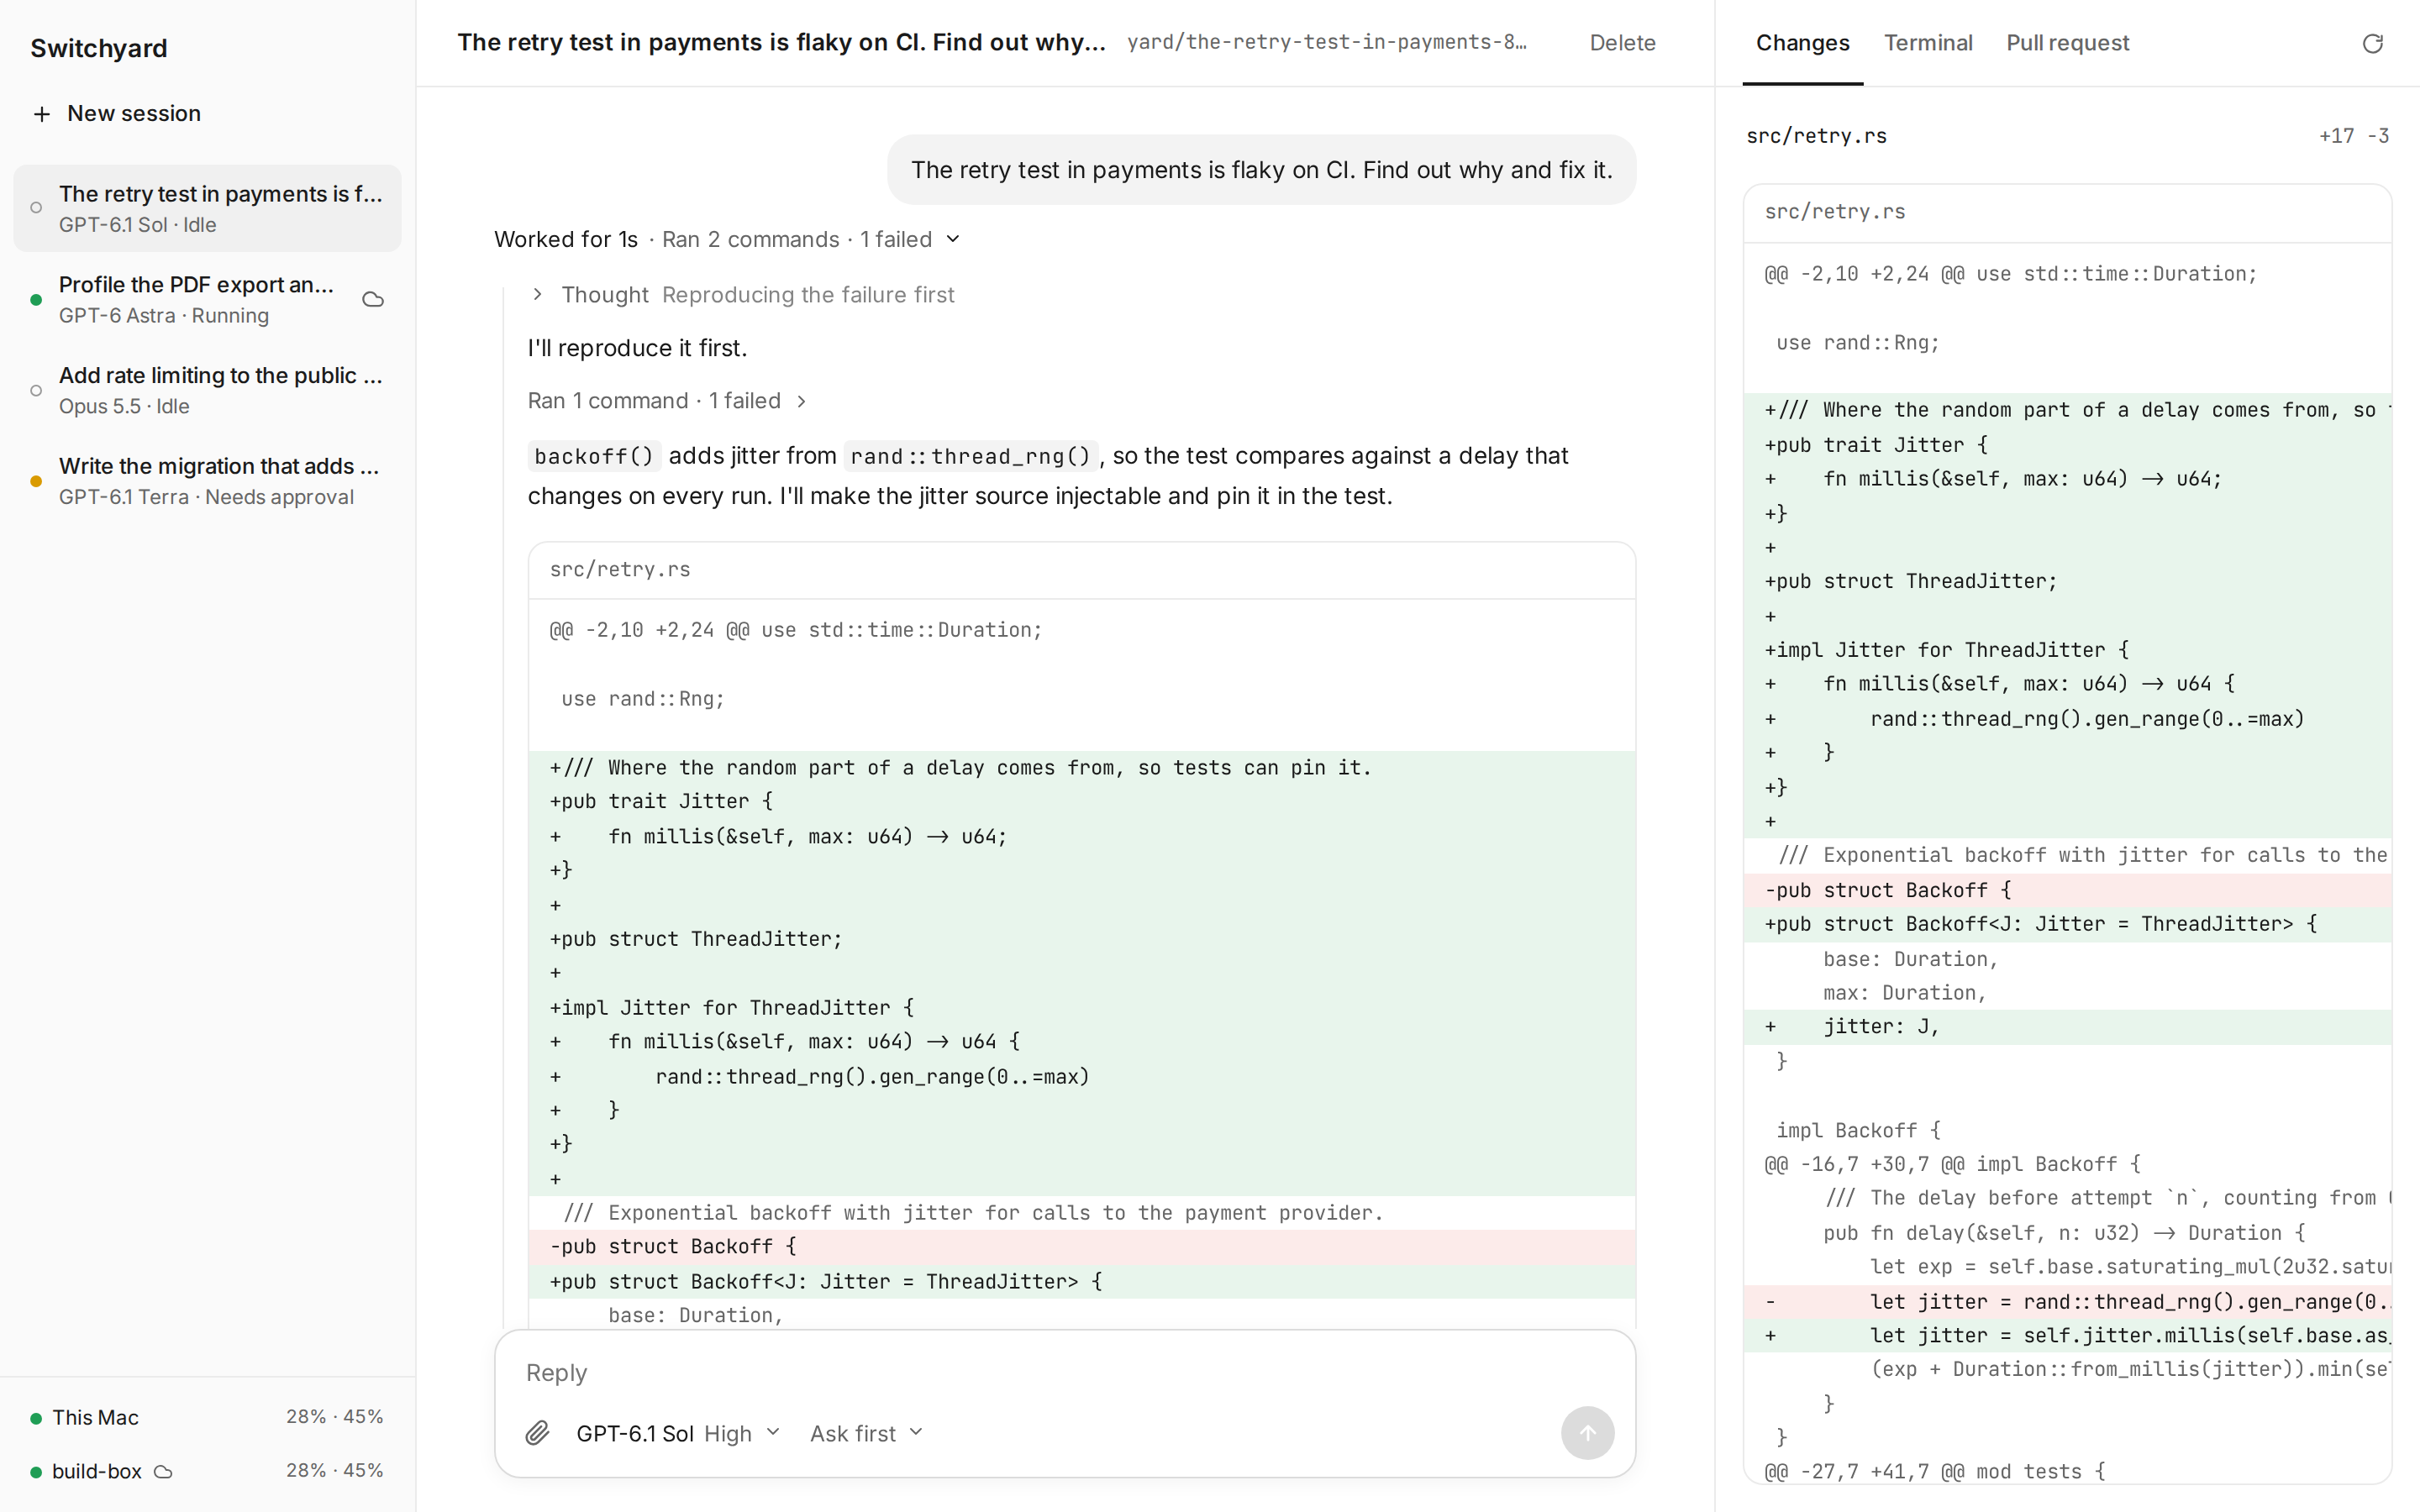 Switchyard
New session
The retry test in payments is f…
GPT-6.1 Sol · Idle
Profile the PDF export an…
GPT-6 Astra · Running
Add rate limiting to the public …
Opus 5.5 · Idle
Write the migration that adds …
GPT-6.1 Terra · Needs approval
This Mac 28% · 45%
build-box 28% · 45%
The retry test in payments is flaky on CI. Find out why… yard/the-retry-test-in-payments-8… Delete
The retry test in payments is flaky on CI. Find out why and fix it.
Worked for 1s · Ran 2 commands · 1 failed
Thought Reproducing the failure first
I'll reproduce it first.
Ran 1 command · 1 failed
backoff() adds jitter from rand::thread_rng(), so the test compares against a delay that
changes on every run. I'll make the jitter source injectable and pin it in the test.
src/retry.rs
@@ -2,10 +2,24 @@ use std::time::Duration;
 use rand::Rng;
+/// Where the random part of a delay comes from, so tests can pin it.
+pub trait Jitter {
+    fn millis(&self, max: u64) -> u64;
+}
+
+pub struct ThreadJitter;
+
+impl Jitter for ThreadJitter {
+    fn millis(&self, max: u64) -> u64 {
+        rand::thread_rng().gen_range(0..=max)
+    }
+}
+
 /// Exponential backoff with jitter for calls to the payment provider.
-pub struct Backoff {
+pub struct Backoff<J: Jitter = ThreadJitter> {
     base: Duration,
Reply
GPT-6.1 Sol High Ask first
Changes Terminal Pull request
src/retry.rs +17 -3
src/retry.rs
@@ -2,10 +2,24 @@ use std::time::Duration;
 use rand::Rng;
+/// Where the random part of a delay comes from, so
+pub trait Jitter {
+    fn millis(&self, max: u64) -> u64;
+}
+
+pub struct ThreadJitter;
+
+impl Jitter for ThreadJitter {
+    fn millis(&self, max: u64) -> u64 {
+        rand::thread_rng().gen_range(0..=max)
+    }
+}
+
 /// Exponential backoff with jitter for calls to the
-pub struct Backoff {
+pub struct Backoff<J: Jitter = ThreadJitter> {
     base: Duration,
     max: Duration,
+    jitter: J,
 }
 impl Backoff {
@@ -16,7 +30,7 @@ impl Backoff {
     /// The delay before attempt `n`, counting from
     pub fn delay(&self, n: u32) -> Duration {
         let exp = self.base.saturating_mul(2u32.satur
-        let jitter = rand::thread_rng().gen_range(0..
+        let jitter = self.jitter.millis(self.base.as_
         (exp + Duration::from_millis(jitter)).min(sel
     }
 }
@@ -27,7 +41,7 @@ mod tests {